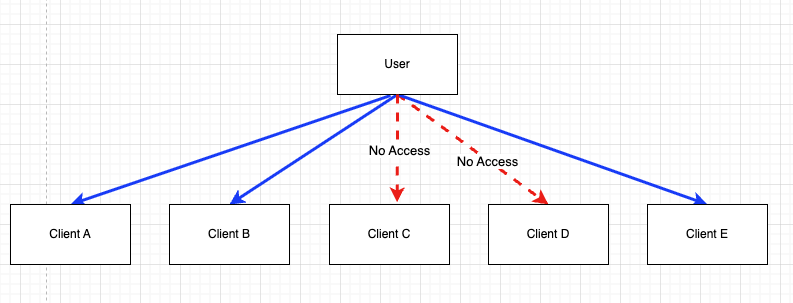 User
No Access
No Access
Client A
Client B
Client C
Client D
Client E